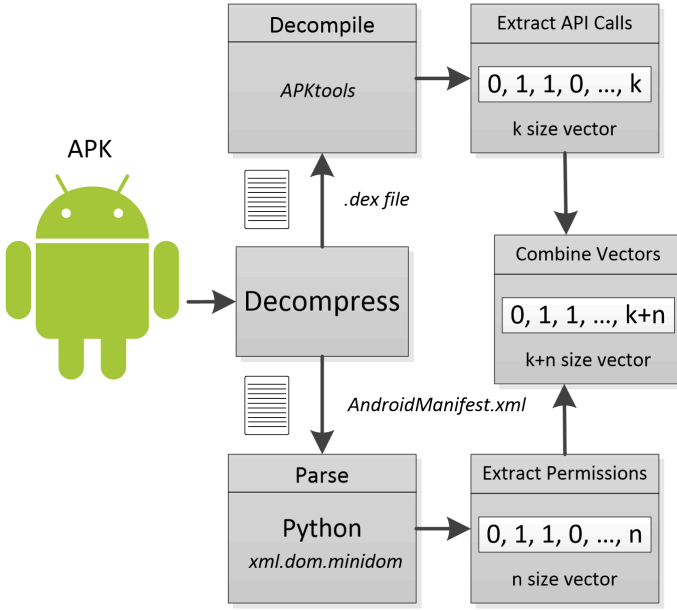 APK
Decompile
APKtools
Extract API Calls
0, 1, 1, 0, ..., k
k size vector
.dex file
Decompress
Combine Vectors
0, 1, 1, ..., k+n
k+n size vector
AndroidManifest.xml
Parse
Python
xml.dom.minidom
Extract Permissions
0, 1, 1, 0, ..., n
n size vector